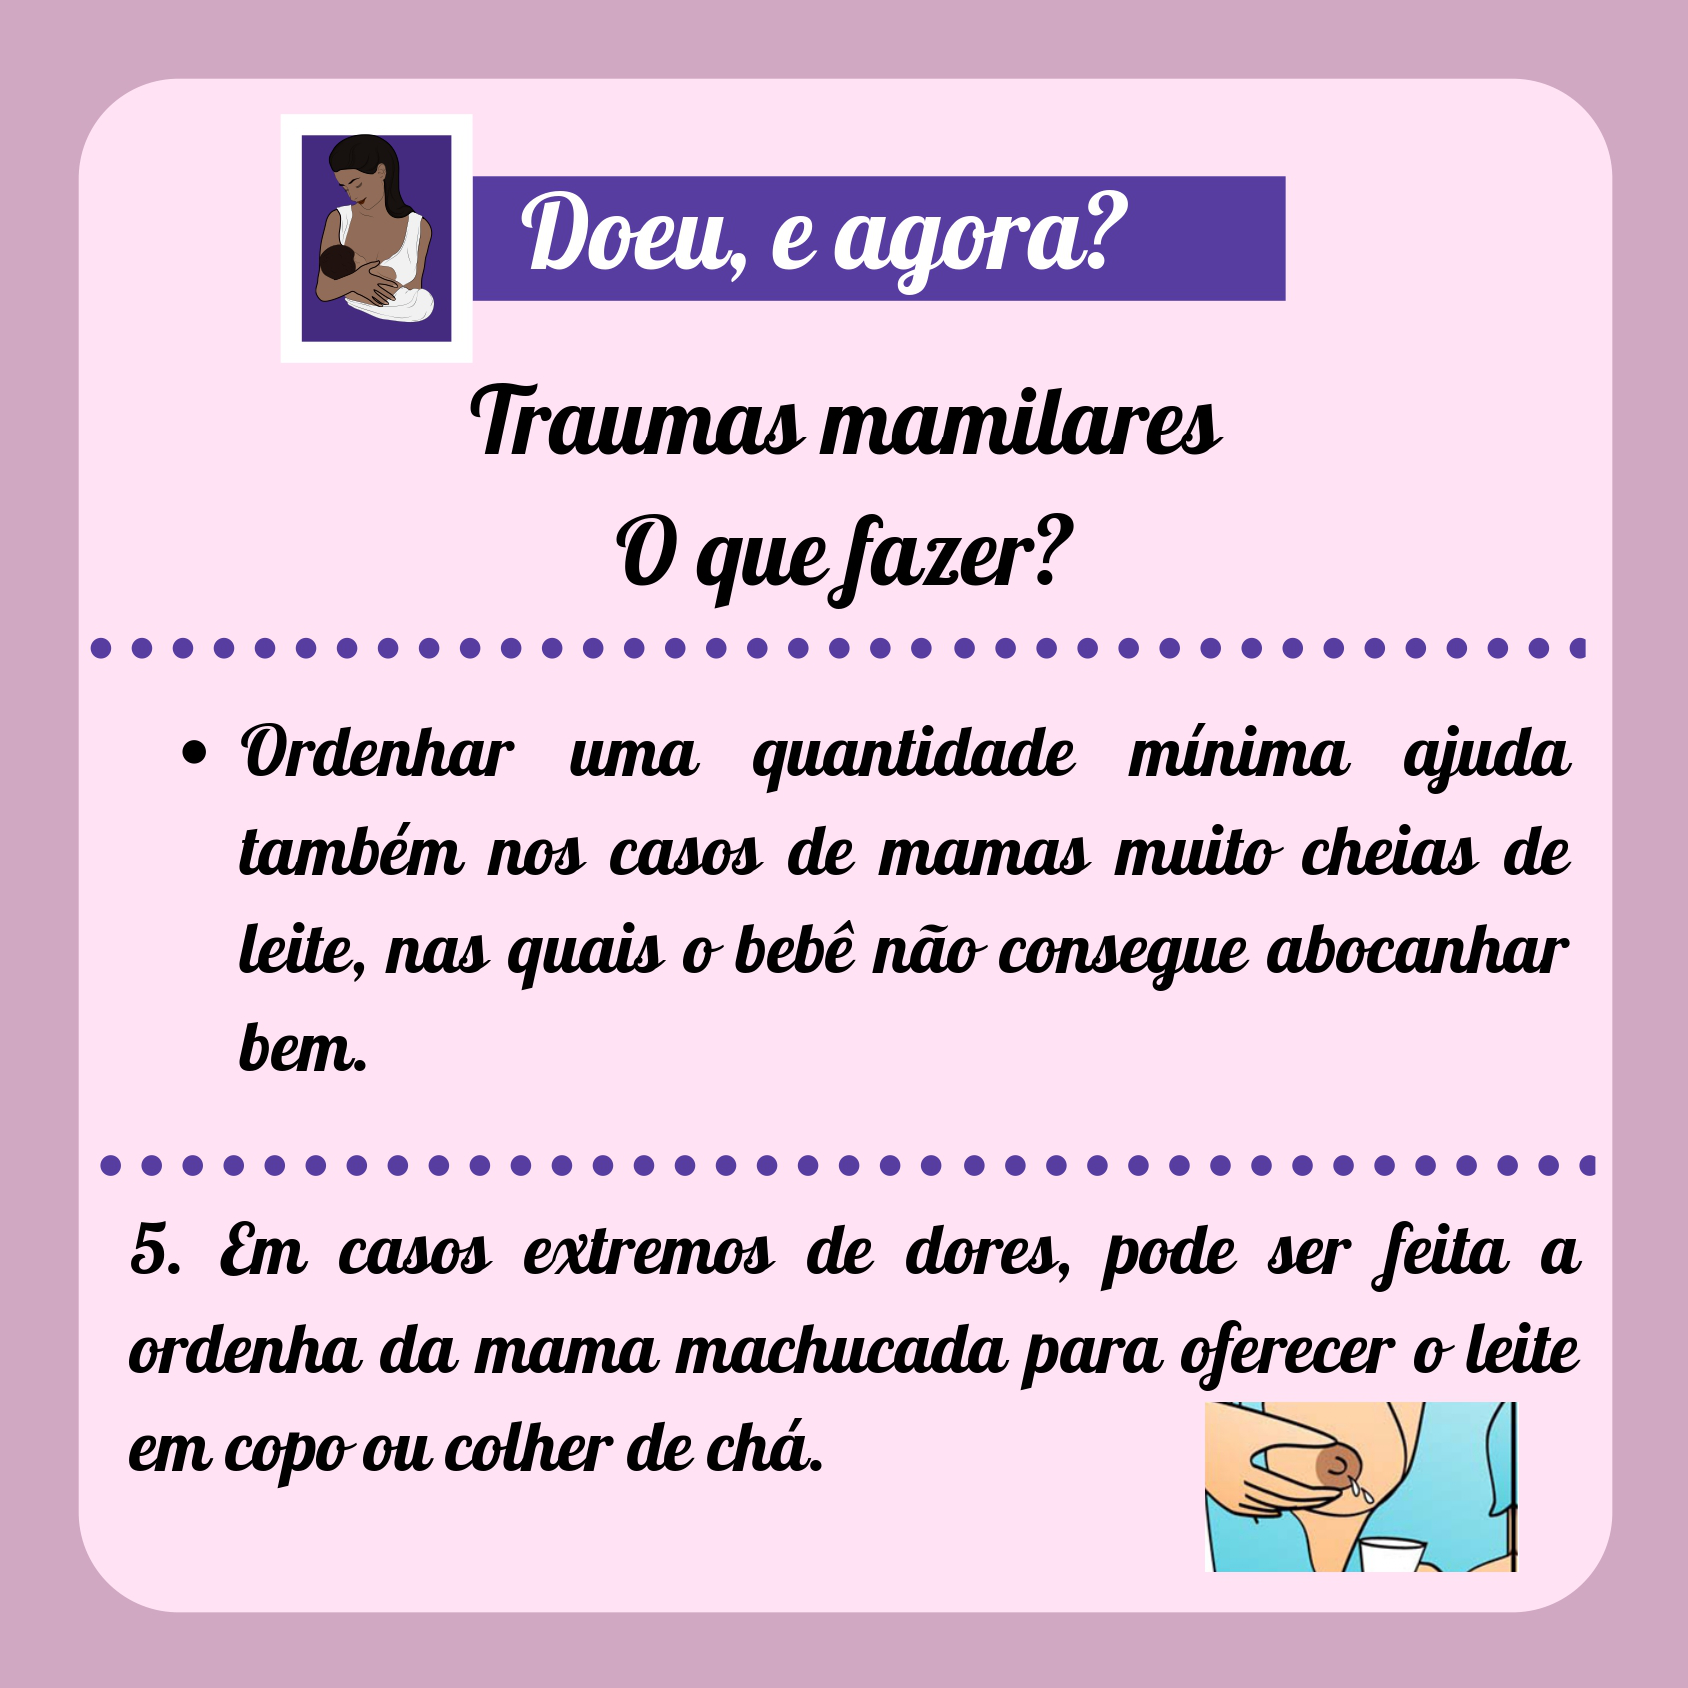 Doeu, e agora?
Traumas mamilares
O que fazer?
• Ordenhar uma quantidade mínima ajuda
também nos casos de mamas muito cheias de
leite, nas quais o bebê não consegue abocanhar
bem.
5. Em casos extremos de dores, pode ser feita a
ordenha da mama machucada para oferecer o leite
em copo ou colher de chá.